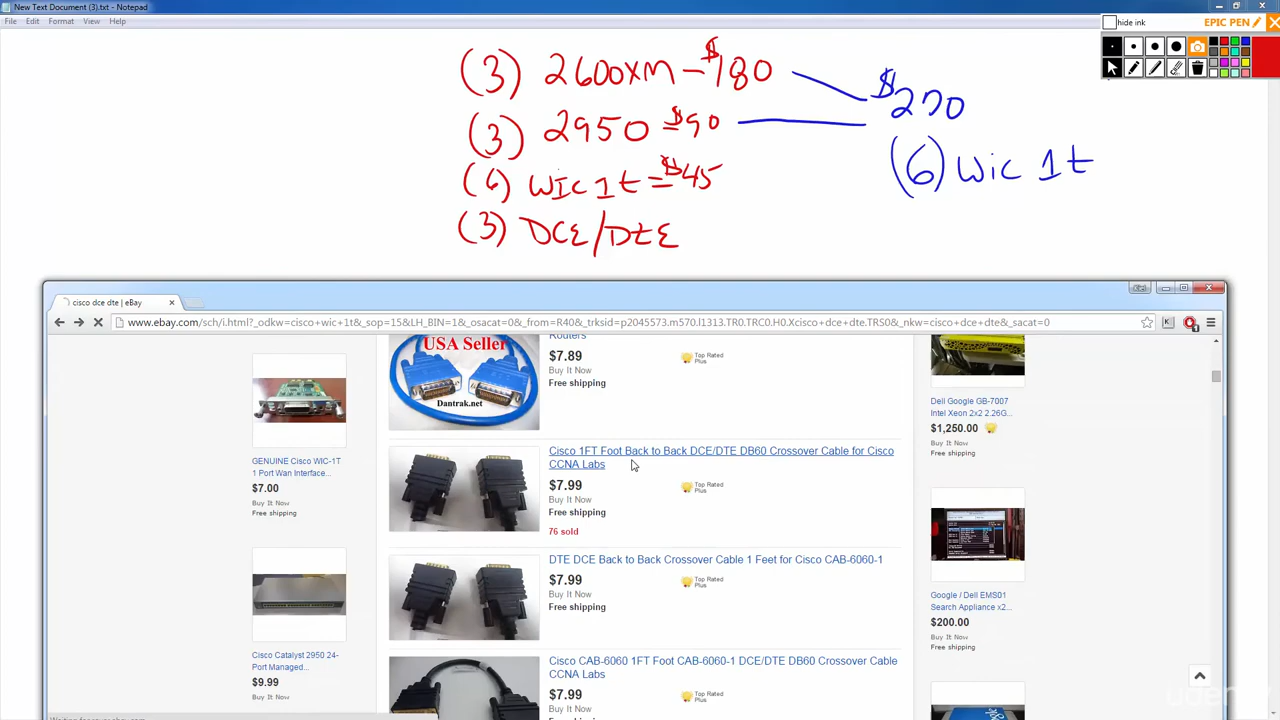 New Text Document (3).txt - Notepad
File Edit Format View Help
hide ink
EPIC PEN
(3) 2600XM - $180
$270
(3) 2950 = $90
(6) Wic 1t
(6) Wic 1t = $45
(3) DCE/DtE
cisco dce dte | eBay
www.ebay.com/sch/i.html?_odkw=cisco+wic+1t&_sop=15&LH_BIN=1&_osacat=0&_from=R40&_trksid=p2045573.m570.l1313.TR0.TRC0.H0.Xcisco+dce+dte.TRS0&_nkw=cisco+dce+dte&_sacat=0
GENUINE Cisco WIC-1T
1 Port Wan Interface...
$7.00
Buy It Now
Free shipping
Cisco Catalyst 2950 24-
Port Managed...
$9.99
Buy It Now
USA Seller
Dantrak.net
Routers
$7.89
Top Rated
Plus
Buy It Now
Free shipping
Cisco 1FT Foot Back to Back DCE/DTE DB60 Crossover Cable for Cisco
CCNA Labs
$7.99
Top Rated
Plus
Buy It Now
Free shipping
76 sold
DTE DCE Back to Back Crossover Cable 1 Feet for Cisco CAB-6060-1
$7.99
Top Rated
Plus
Buy It Now
Free shipping
Cisco CAB-6060 1FT Foot CAB-6060-1 DCE/DTE DB60 Crossover Cable
CCNA Labs
$7.99
Top Rated
Plus
Buy It Now
Dell Google GB-7007
Intel Xeon 2x2 2.26G...
$1,250.00
Buy It Now
Free shipping
Google / Dell EMS01
Search Appliance x2...
$200.00
Buy It Now
Free shipping
udemy